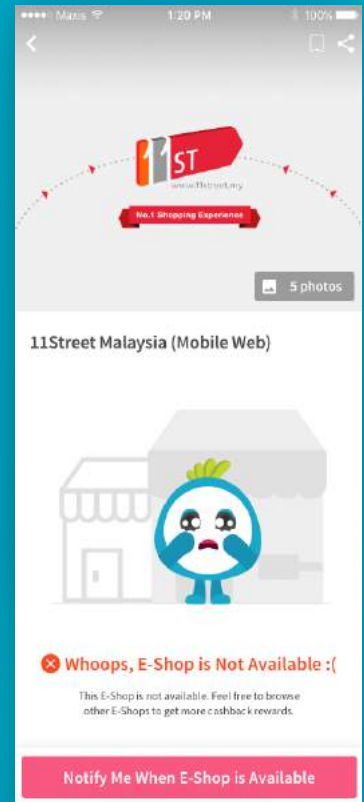 Maxis 1:20 PM 100%
11ST
www.11street.my
No.1 Shopping Experience
5 photos
11Street Malaysia (Mobile Web)
Whoops, E-Shop is Not Available :(
This E-Shop is not available. Feel free to browse
other E-Shops to get more cashback rewards.
Notify Me When E-Shop is Available